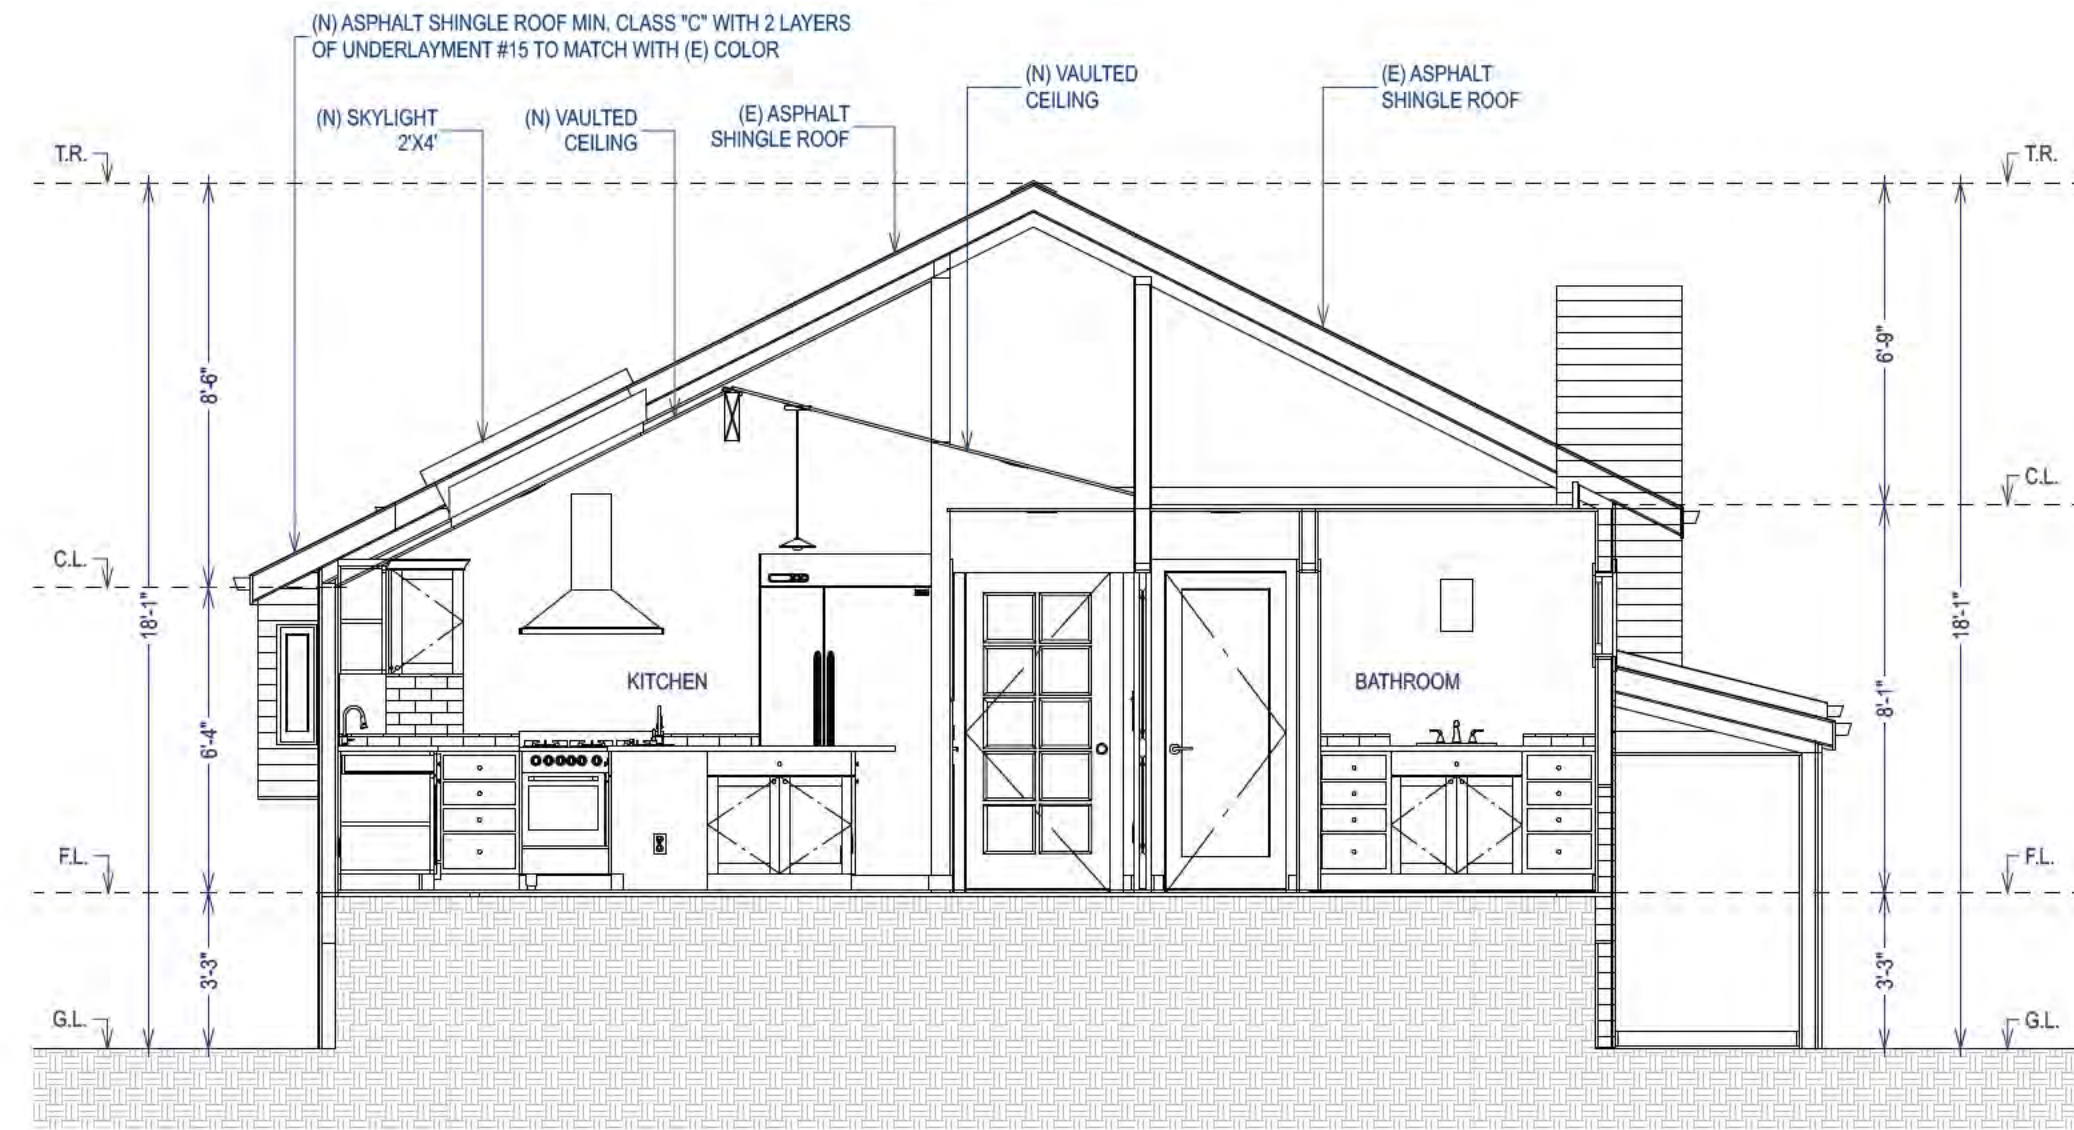 (N) ASPHALT SHINGLE ROOF MIN. CLASS "C" WITH 2 LAYERS
OF UNDERLAYMENT #15 TO MATCH WITH (E) COLOR
(N) SKYLIGHT
2'X4'
(N) VAULTED
CEILING
(E) ASPHALT
SHINGLE ROOF
(N) VAULTED
CEILING
(E) ASPHALT
SHINGLE ROOF
T.R.
T.R.
8'-6"
6'-9"
C.L.
C.L.
18'-1"
18'-1"
6'-4"
8'-1"
KITCHEN
BATHROOM
F.L.
F.L.
3'-3"
3'-3"
G.L.
G.L.